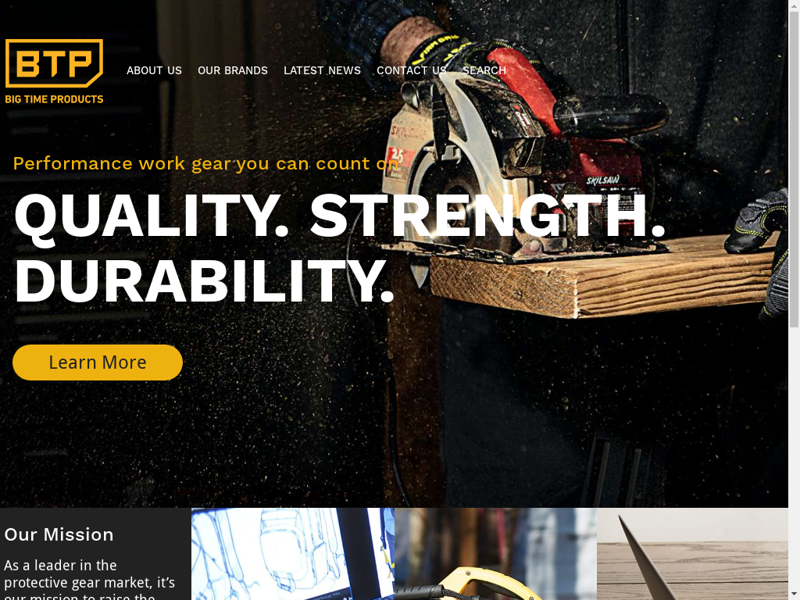 BTP
BIG TIME PRODUCTS
ABOUT US
OUR BRANDS
LATEST NEWS
CONTACT US
SEARCH
SKILSAW
Performance work gear you can count on
QUALITY. STRENGTH.
DURABILITY.
Learn More
Our Mission
As a leader in the
protective gear market, it’s
our mission to raise the